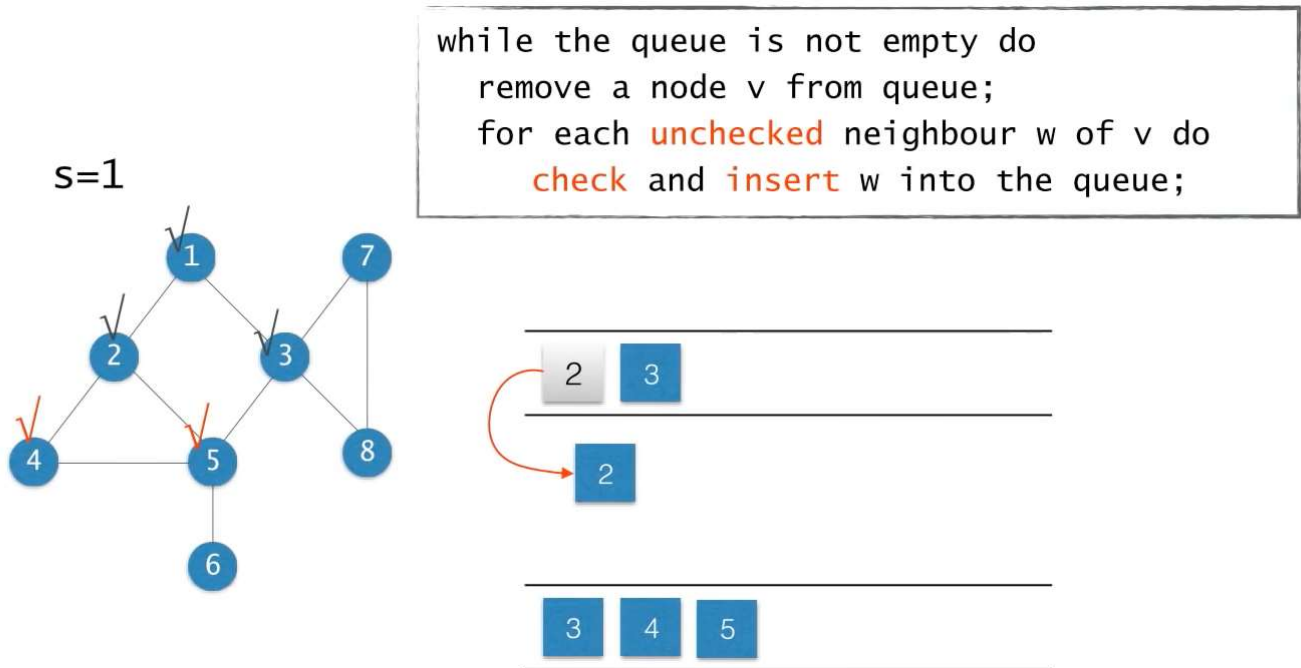 while the queue is not empty do
remove a node v from queue;
for each unchecked neighbour w of v do
check and insert w into the queue;
s=1
√
1
7
√
2
√
3
√
4
√
5
8
6
2 3
2
3 4 5